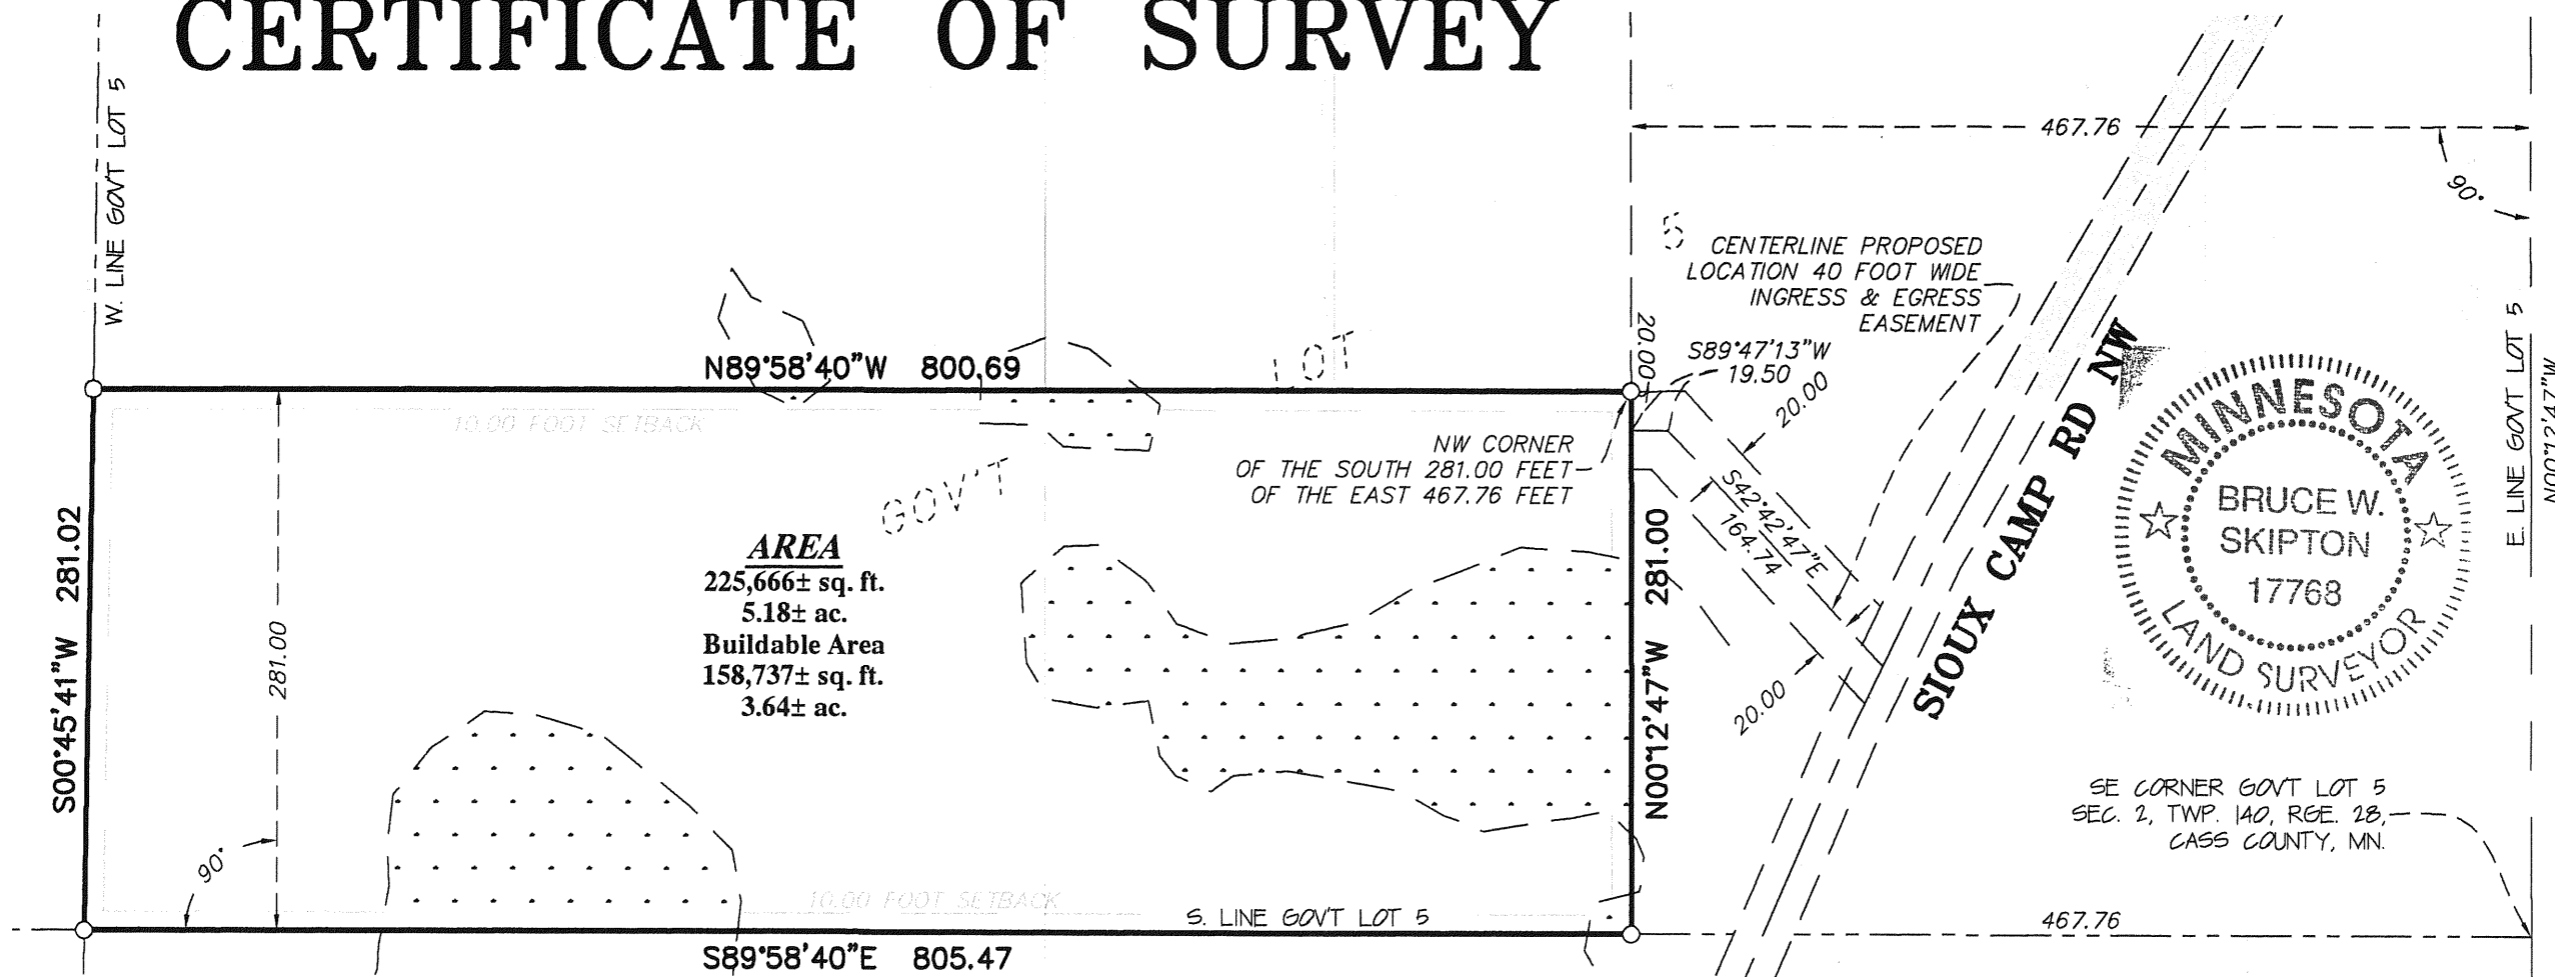 CERTIFICATE OF SURVEY
W. LINE GOV'T LOT 5
467.76
90°
5
CENTERLINE PROPOSED
LOCATION 40 FOOT WIDE
INGRESS & EGRESS
EASEMENT
20.00
S89°47'13"W
19.50
20.00
N89°58'40"W 800.69
LOT
10.00 FOOT SETBACK
NW CORNER
OF THE SOUTH 281.00 FEET
OF THE EAST 467.76 FEET
GOV'T
S42°42'47"E
164.74
SIOUX CAMP RD NW
MINNESOTA
BRUCE W.
SKIPTON
17768
LAND SURVEYOR
E. LINE GOV'T LOT 5
N00°12'47"W
S00°45'41"W 281.02
281.00
AREA
225,666± sq. ft.
5.18± ac.
Buildable Area
158,737± sq. ft.
3.64± ac.
N00°12'47"W 281.00
20.00
SE CORNER GOV'T LOT 5
SEC. 2, TWP. 140, RGE. 28,
CASS COUNTY, MN.
90°
10.00 FOOT SETBACK
S. LINE GOV'T LOT 5
467.76
S89°58'40"E 805.47